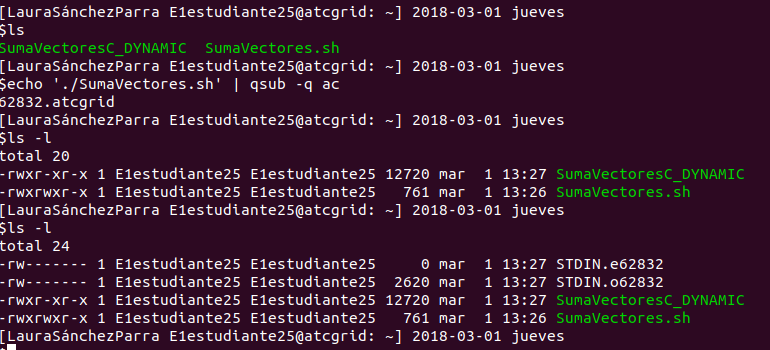 [LauraSánchezParra E1estudiante25@atcgrid: ~] 2018-03-01 jueves
$ls
SumaVectoresC_DYNAMIC  SumaVectores.sh
[LauraSánchezParra E1estudiante25@atcgrid: ~] 2018-03-01 jueves
$echo './SumaVectores.sh' | qsub -q ac
62832.atcgrid
[LauraSánchezParra E1estudiante25@atcgrid: ~] 2018-03-01 jueves
$ls -l
total 20
-rwxr-xr-x 1 E1estudiante25 E1estudiante25 12720 mar  1 13:27 SumaVectoresC_DYNAMIC
-rwxrwxr-x 1 E1estudiante25 E1estudiante25   761 mar  1 13:26 SumaVectores.sh
[LauraSánchezParra E1estudiante25@atcgrid: ~] 2018-03-01 jueves
$ls -l
total 24
-rw------- 1 E1estudiante25 E1estudiante25     0 mar  1 13:27 STDIN.e62832
-rw------- 1 E1estudiante25 E1estudiante25  2620 mar  1 13:27 STDIN.o62832
-rwxr-xr-x 1 E1estudiante25 E1estudiante25 12720 mar  1 13:27 SumaVectoresC_DYNAMIC
-rwxrwxr-x 1 E1estudiante25 E1estudiante25   761 mar  1 13:26 SumaVectores.sh
[LauraSánchezParra E1estudiante25@atcgrid: ~] 2018-03-01 jueves
$